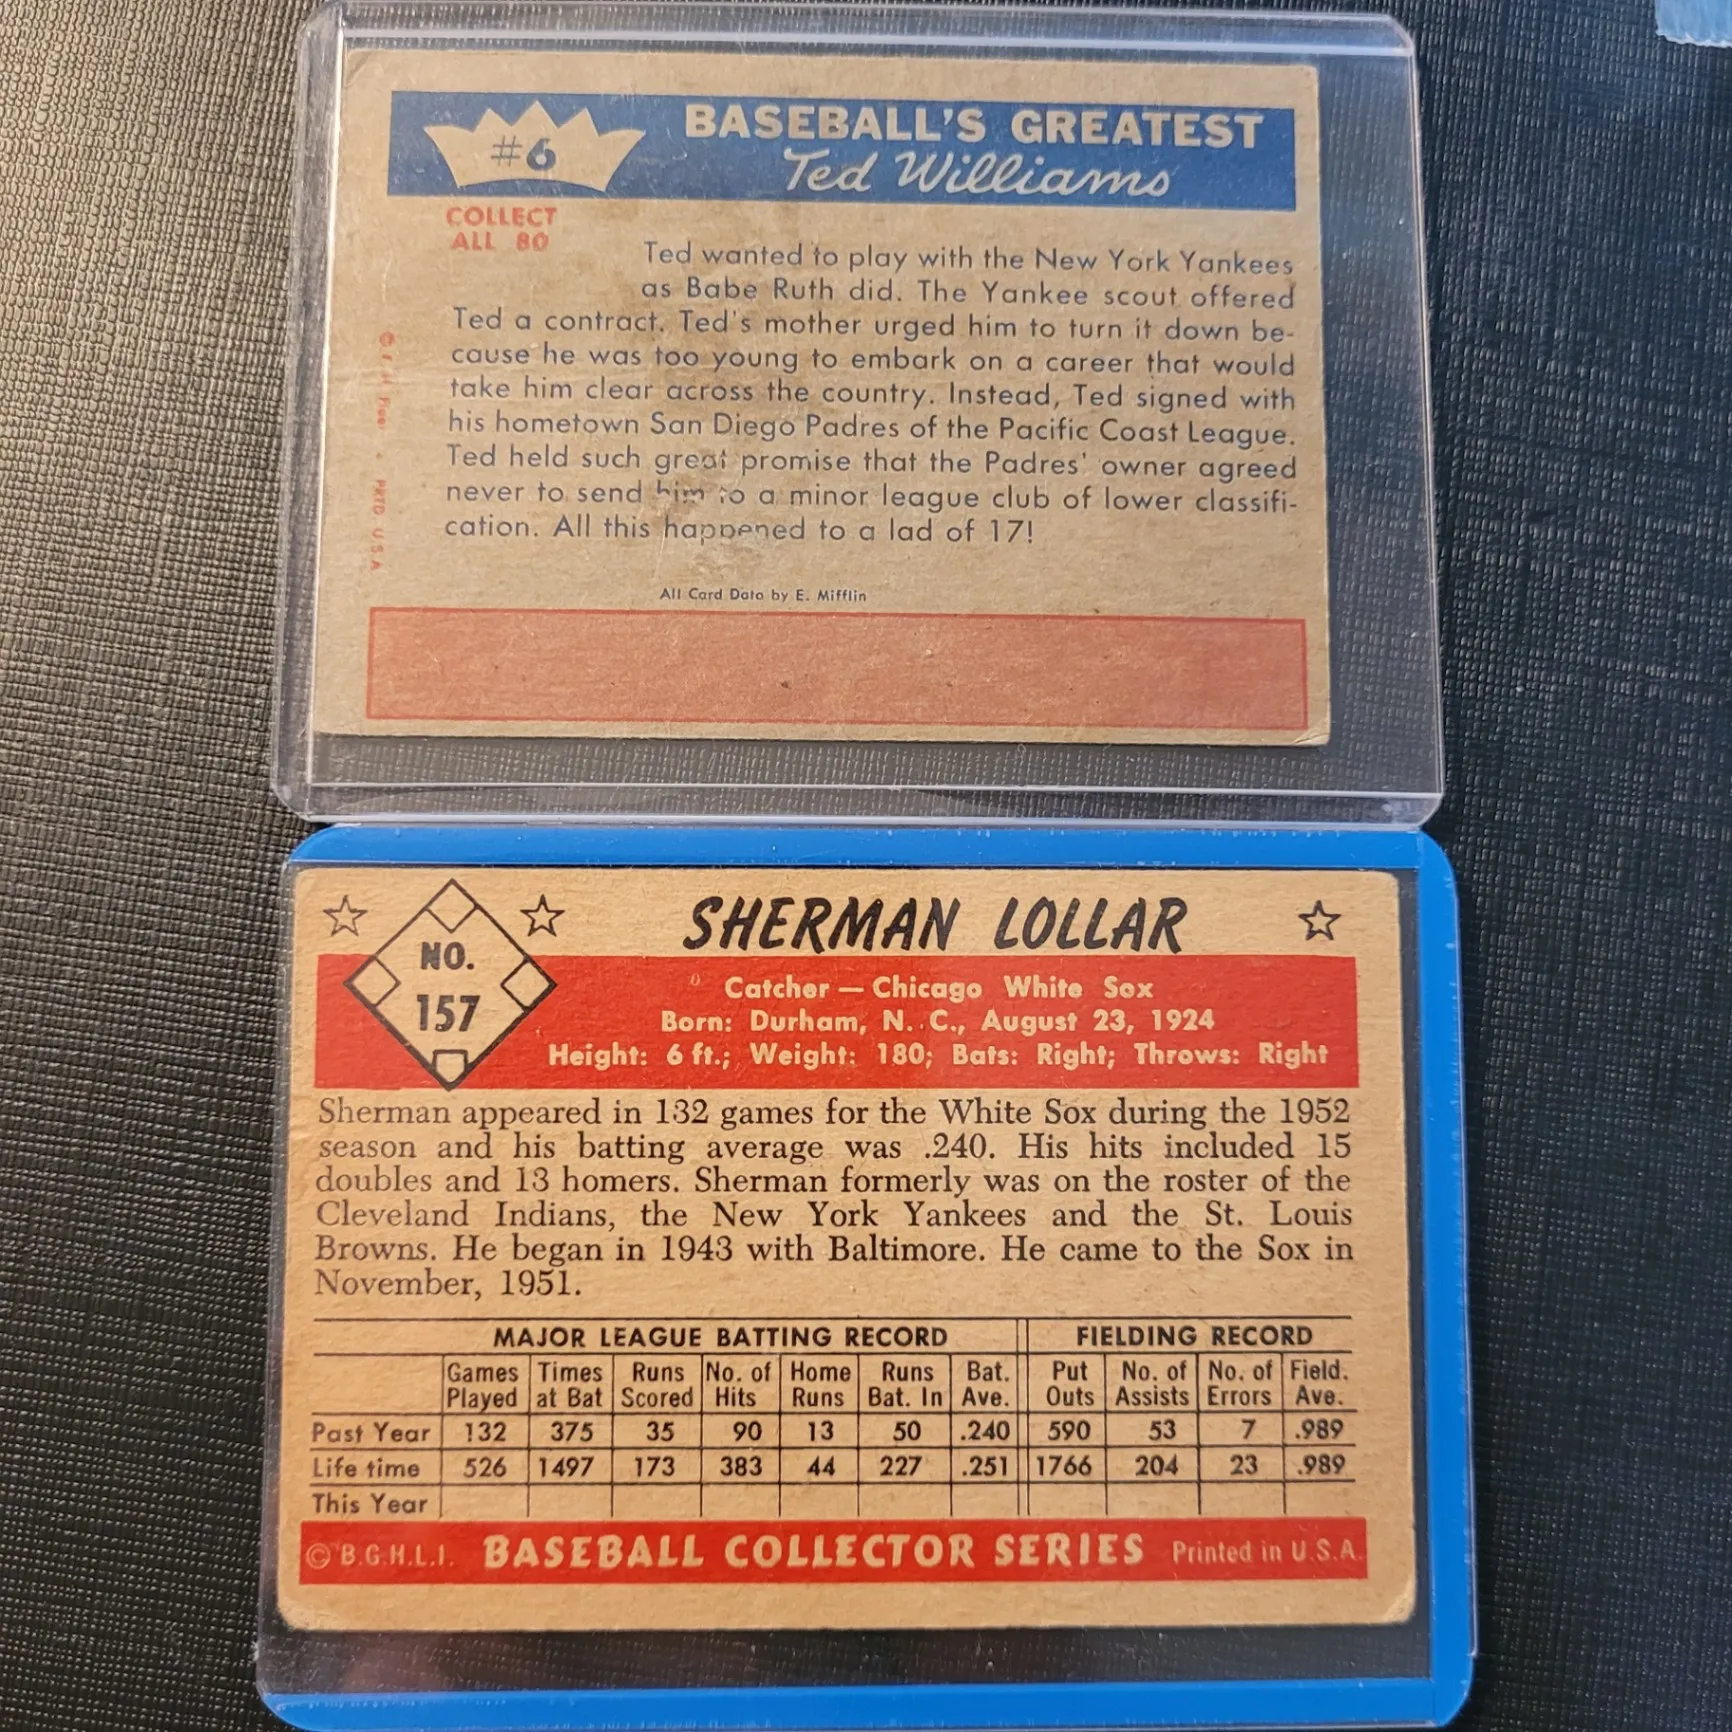 #6
BASEBALL'S GREATEST
Ted Williams
COLLECT
ALL 80
Ted wanted to play with the New York Yankees
as Babe Ruth did. The Yankee scout offered
Ted a contract. Ted's mother urged him to turn it down be-
cause he was too young to embark on a career that would
take him clear across the country. Instead, Ted signed with
his hometown San Diego Padres of the Pacific Coast League.
Ted held such great promise that the Padres' owner agreed
never to send him to a minor league club of lower classifi-
cation. All this happened to a lad of 17!
All Card Data by E. Mifflin
PRTD U.S.A.
SHERMAN LOLLAR
NO.
157
Catcher — Chicago White Sox
Born: Durham, N. C., August 23, 1924
Height: 6 ft.; Weight: 180; Bats: Right; Throws: Right
Sherman appeared in 132 games for the White Sox during the 1952
season and his batting average was .240. His hits included 15
doubles and 13 homers. Sherman formerly was on the roster of the
Cleveland Indians, the New York Yankees and the St. Louis
Browns. He began in 1943 with Baltimore. He came to the Sox in
November, 1951.
MAJOR LEAGUE BATTING RECORD FIELDING RECORD
Games Times Runs No. of Home Runs Bat. Put No. of No. of Field.
Played at Bat Scored Hits Runs Bat. In Ave. Outs Assists Errors Ave.
Past Year 132 375 35 90 13 50 .240 590 53 7 .989
Life time 526 1497 173 383 44 227 .251 1766 204 23 .989
This Year
© B.G.H.L.I. BASEBALL COLLECTOR SERIES Printed in U.S.A.